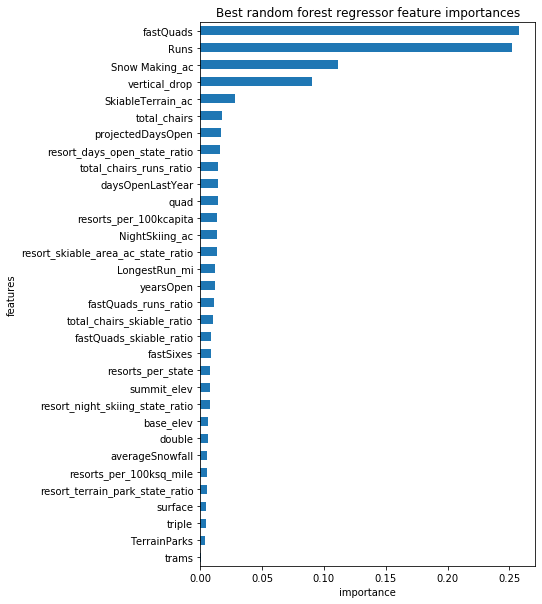 Best random forest regressor feature importances
fastQuads
Runs
Snow Making_ac
vertical_drop
SkiableTerrain_ac
total_chairs
projectedDaysOpen
resort_days_open_state_ratio
total_chairs_runs_ratio
daysOpenLastYear
quad
resorts_per_100kcapita
NightSkiing_ac
resort_skiable_area_ac_state_ratio
LongestRun_mi
yearsOpen
fastQuads_runs_ratio
total_chairs_skiable_ratio
fastQuads_skiable_ratio
fastSixes
resorts_per_state
summit_elev
resort_night_skiing_state_ratio
base_elev
double
averageSnowfall
resorts_per_100ksq_mile
resort_terrain_park_state_ratio
surface
triple
TerrainParks
trams
features
0.00 0.05 0.10 0.15 0.20 0.25
importance